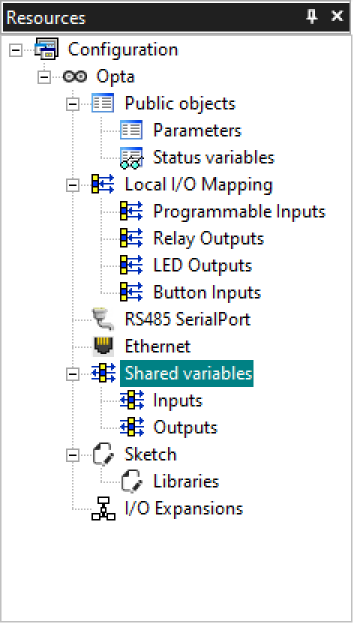 Resources
Configuration
Opta
Public objects
Parameters
Status variables
Local I/O Mapping
Programmable Inputs
Relay Outputs
LED Outputs
Button Inputs
RS485 SerialPort
Ethernet
Shared variables
Inputs
Outputs
Sketch
Libraries
I/O Expansions